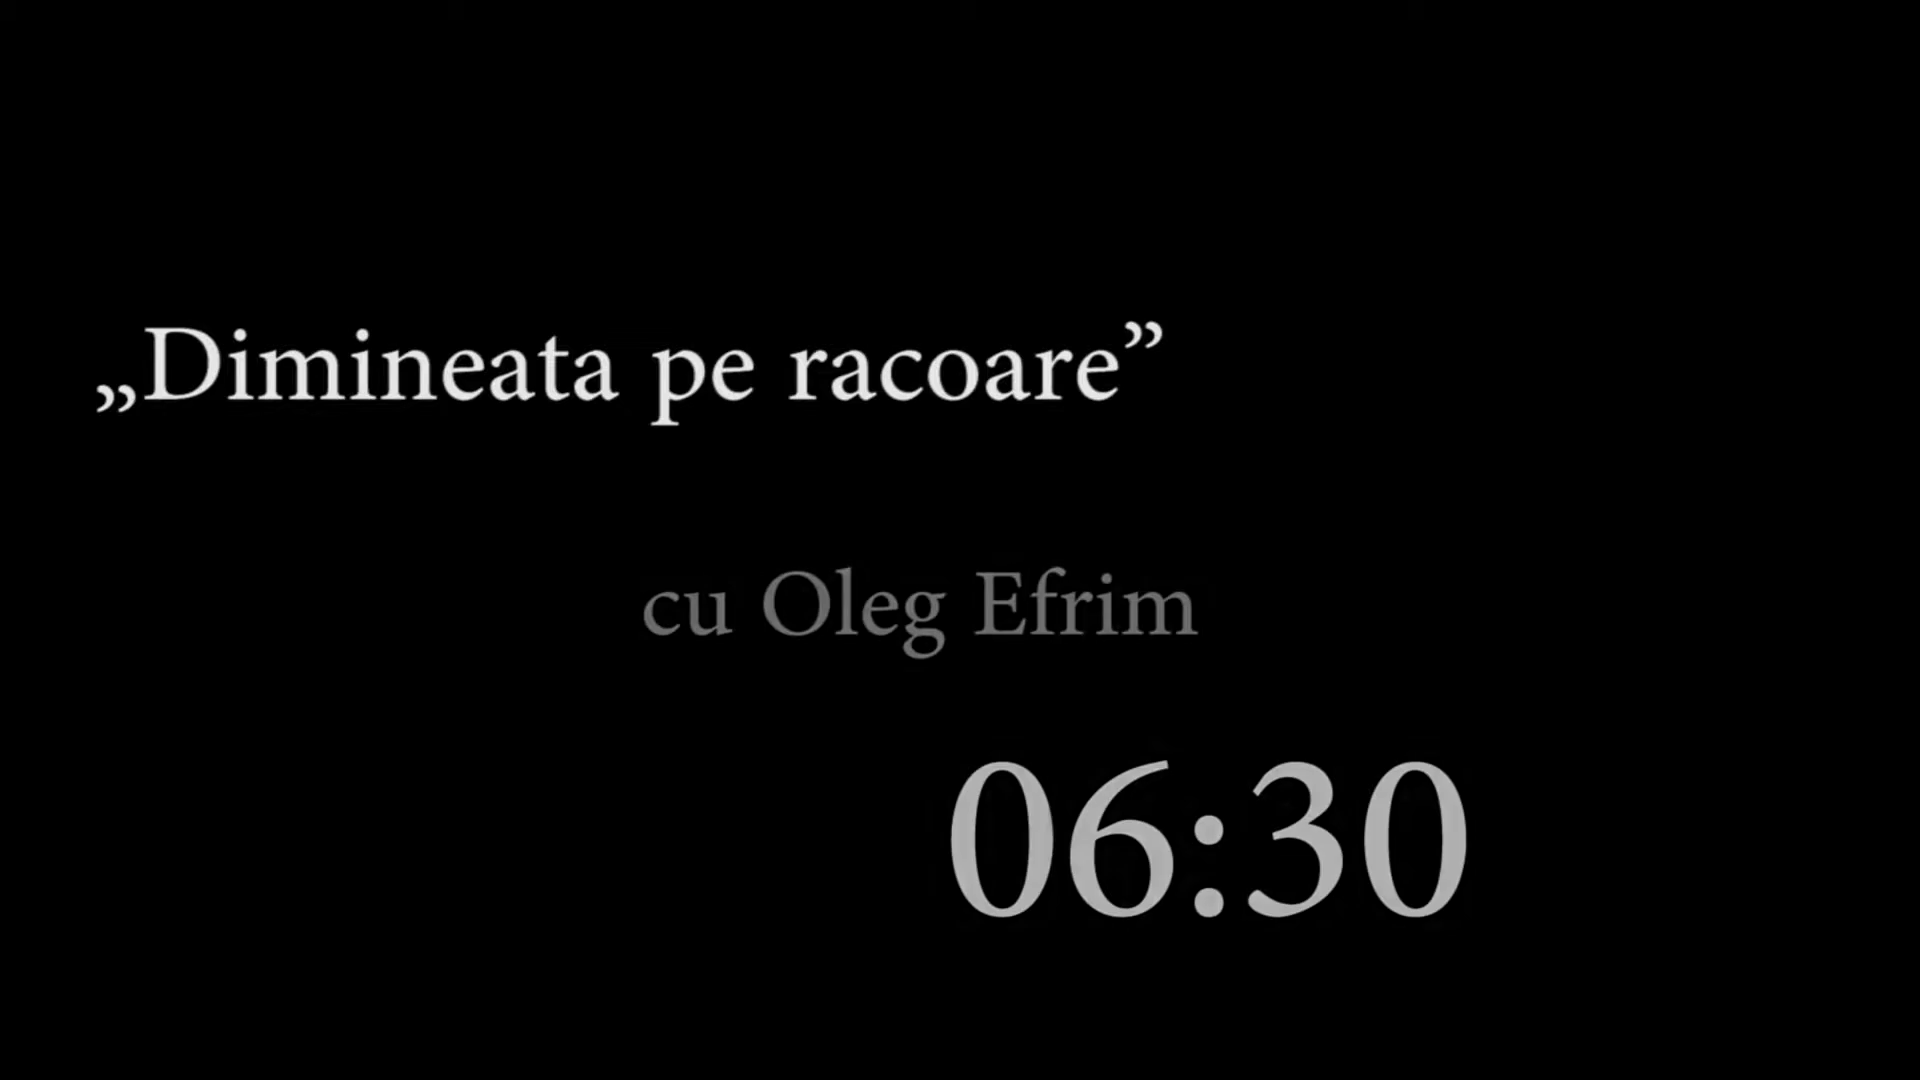 „Dimineata pe racoare”
cu Oleg Efrim
06:30